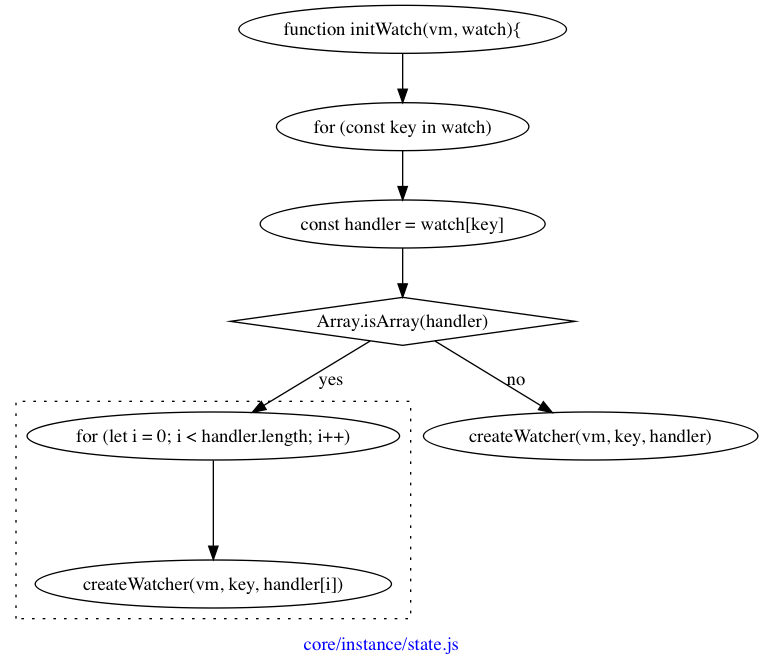 function initWatch(vm, watch){
for (const key in watch)
const handler = watch[key]
Array.isArray(handler)
yes
no
for (let i = 0; i < handler.length; i++)
createWatcher(vm, key, handler)
createWatcher(vm, key, handler[i])
core/instance/state.js